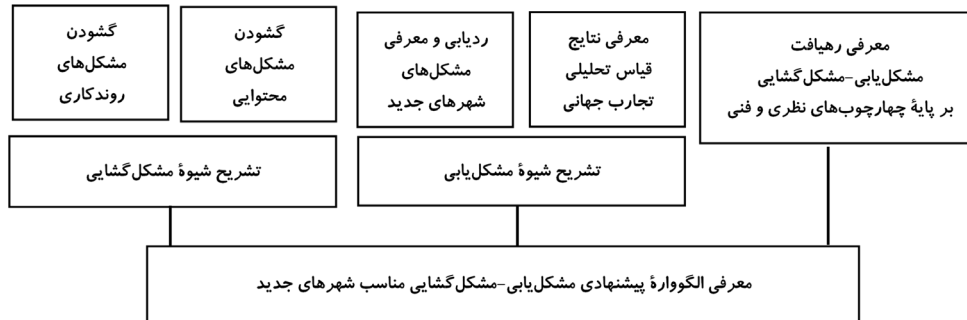 معرفی رهیافت
مشکل‌یابی-مشکل‌گشایی
بر پایهٔ چهارچوب‌های نظری و فنی
معرفی نتایج
قیاس تحلیلی
تجارب جهانی
ردیابی و معرفی
مشکل‌های
شهرهای جدید
گشودن
مشکل‌های
محتوایی
گشودن
مشکل‌های
روندکاری
تشریح شیوهٔ مشکل‌یابی
تشریح شیوهٔ مشکل‌گشایی
معرفی الگووارهٔ پیشنهادی مشکل‌یابی-مشکل‌گشایی مناسب شهرهای جدید